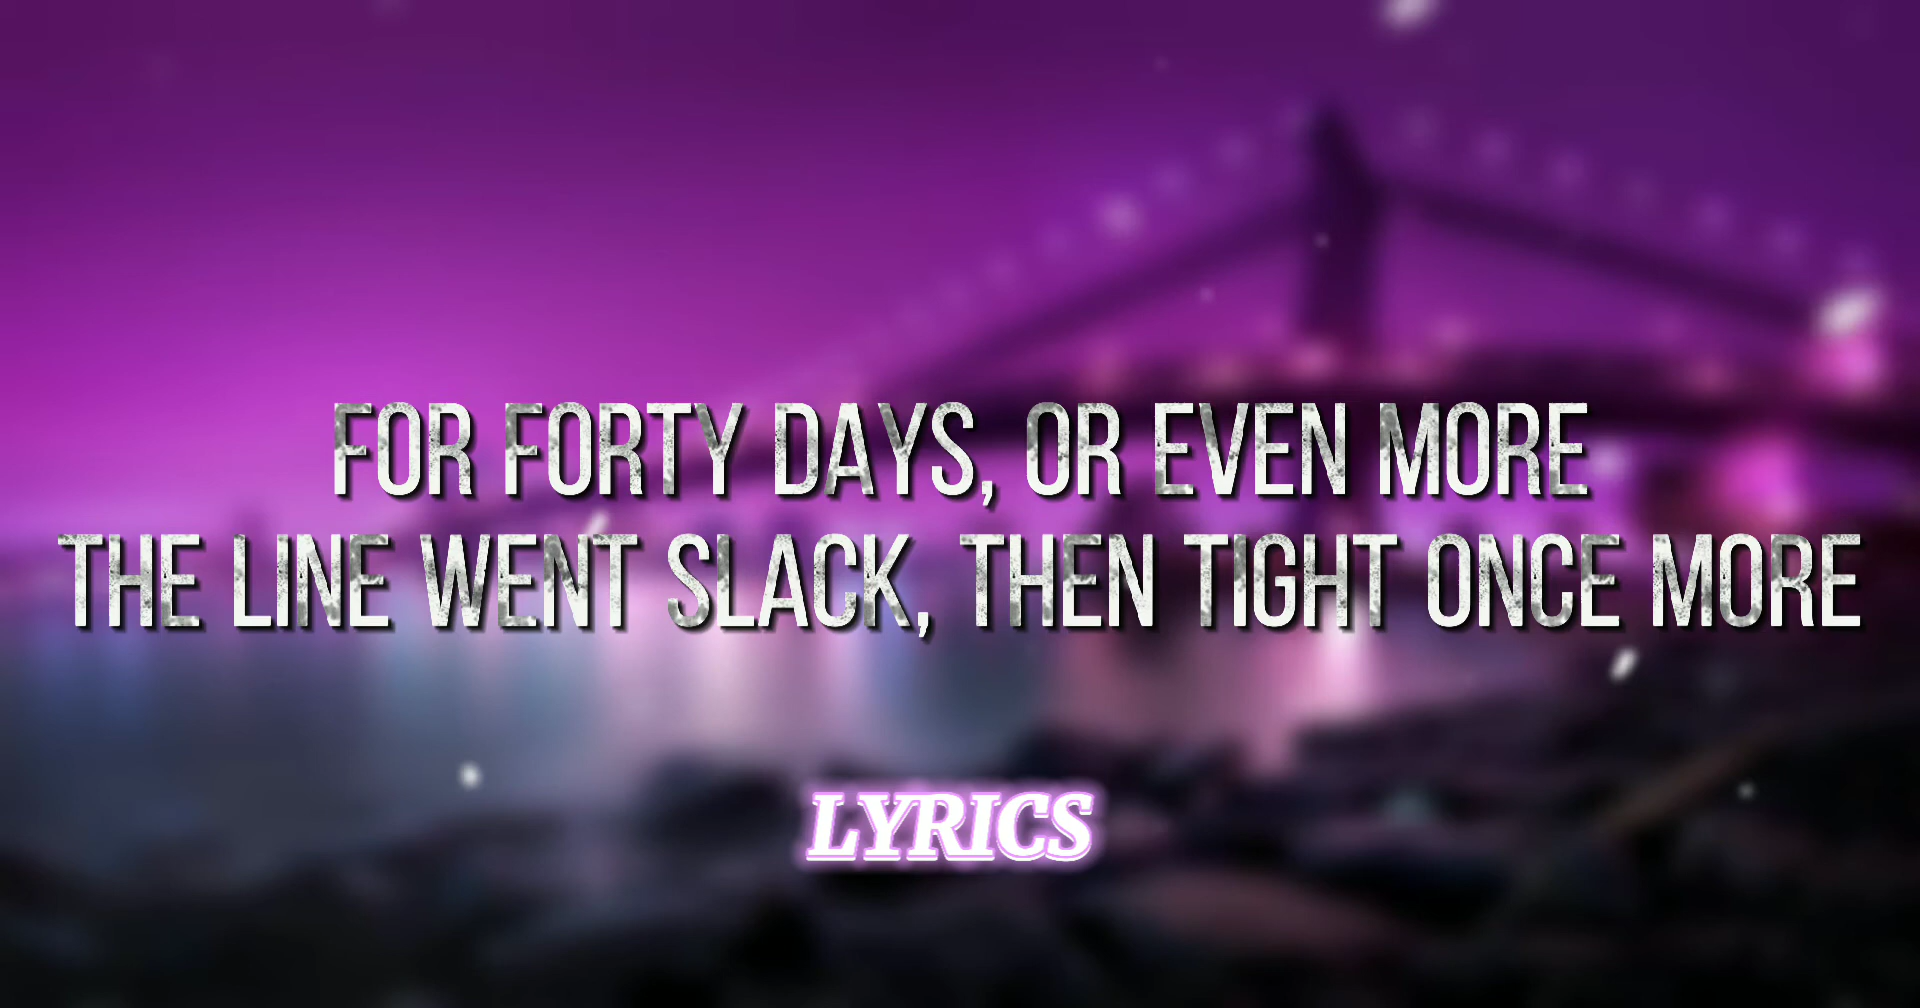 FOR FORTY DAYS, OR EVEN MORE
THE LINE WENT SLACK, THEN TIGHT ONCE MORE
LYRICS